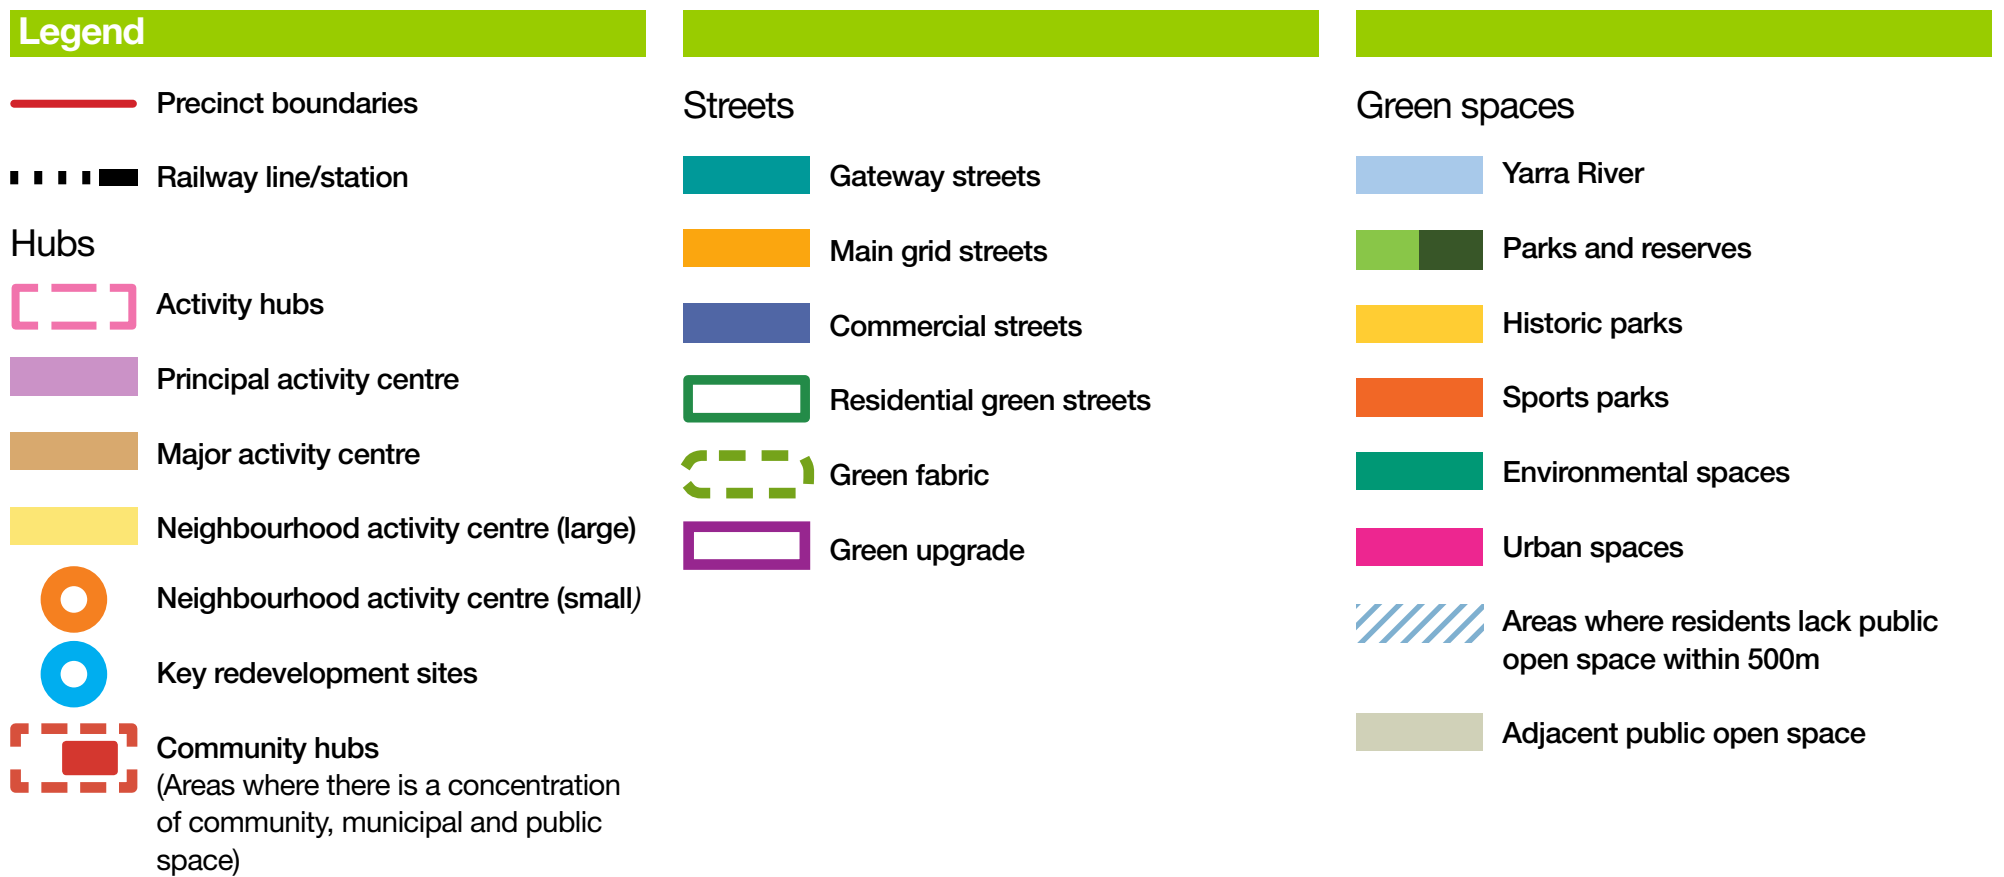 Legend
Precinct boundaries
Railway line/station
Hubs
Activity hubs
Principal activity centre
Major activity centre
Neighbourhood activity centre (large)
Neighbourhood activity centre (small)
Key redevelopment sites
Community hubs
(Areas where there is a concentration
of community, municipal and public
space)
Streets
Gateway streets
Main grid streets
Commercial streets
Residential green streets
Green fabric
Green upgrade
Green spaces
Yarra River
Parks and reserves
Historic parks
Sports parks
Environmental spaces
Urban spaces
Areas where residents lack public
open space within 500m
Adjacent public open space